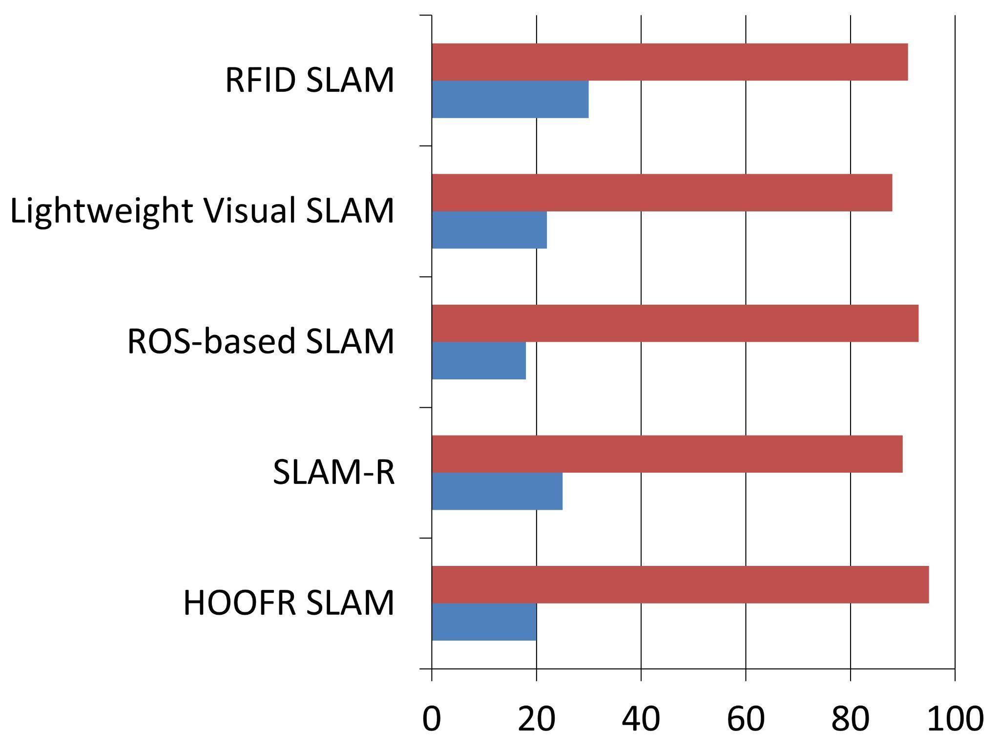 RFID SLAM
Lightweight Visual SLAM
ROS-based SLAM
SLAM-R
HOOFR SLAM
0 20 40 60 80 100